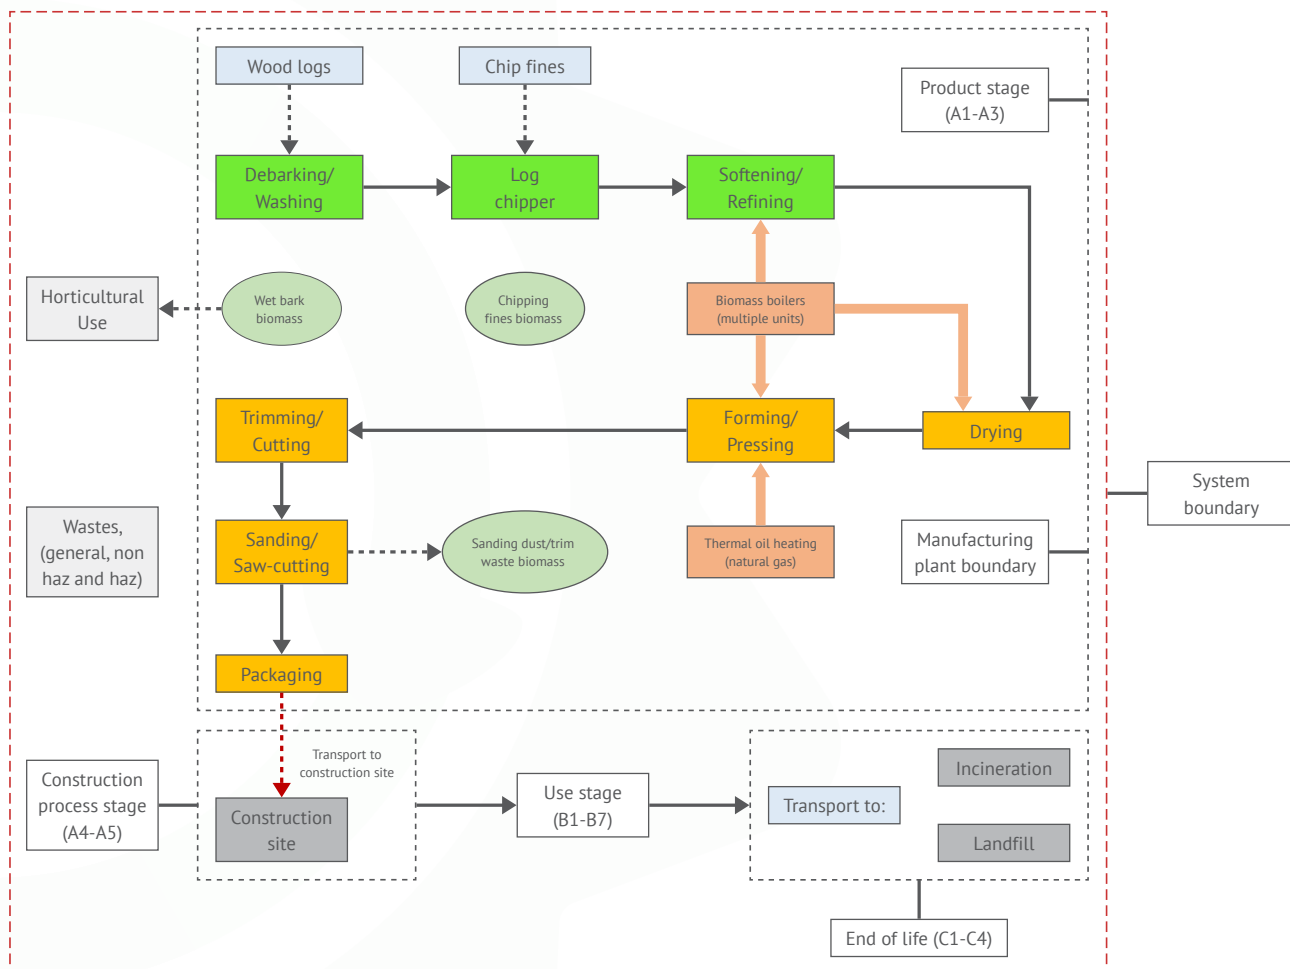 Wood logs
Chip fines
Product stage
(A1-A3)
Debarking/
Washing
Log
chipper
Softening/
Refining
Horticultural
Use
Wet bark
biomass
Chipping
fines biomass
Biomass boilers
(multiple units)
Trimming/
Cutting
Forming/
Pressing
Drying
System
boundary
Wastes,
(general, non
haz and haz)
Sanding/
Saw-cutting
Sanding dust/trim
waste biomass
Thermal oil heating
(natural gas)
Manufacturing
plant boundary
Packaging
Transport to
construction site
Construction
process stage
(A4-A5)
Construction
site
Use stage
(B1-B7)
Transport to:
Incineration
Landfill
End of life (C1-C4)